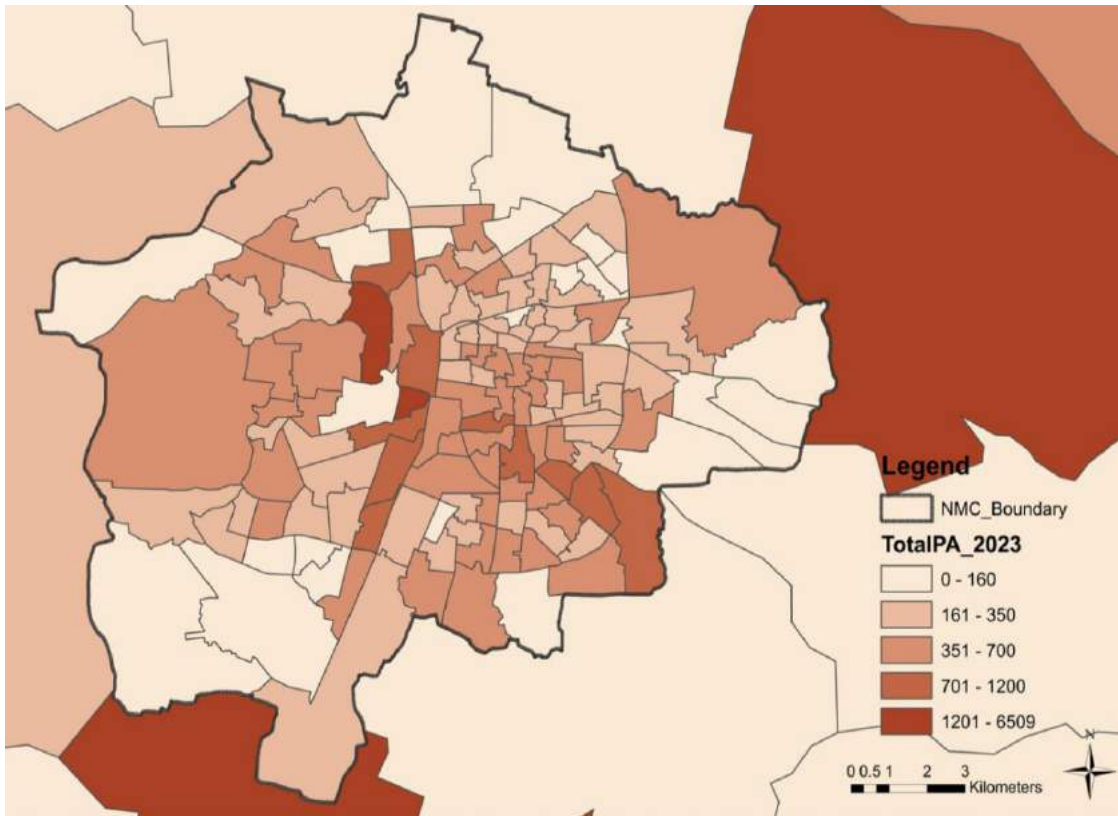 Legend
NMC_Boundary
TotalPA_2023
0 - 160
161 - 350
351 - 700
701 - 1200
1201 - 6509
N
0 0.5 1 2 3
Kilometers